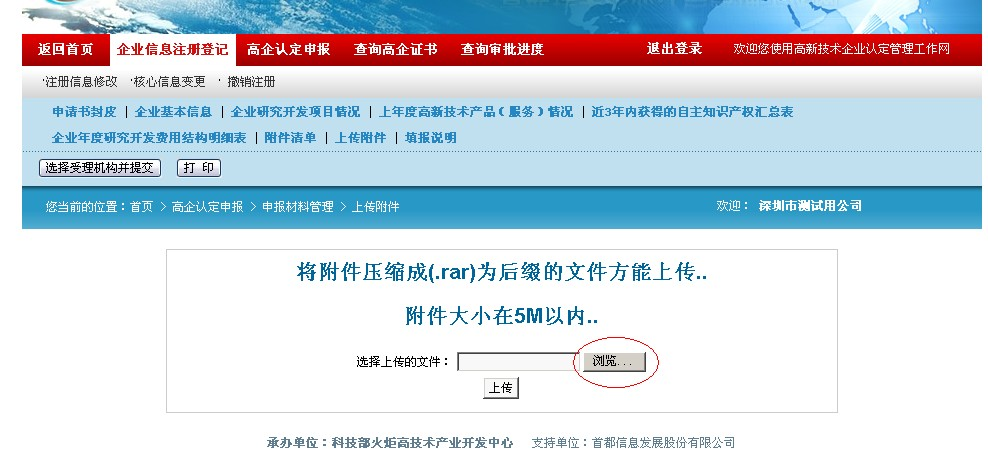 返回首页 企业信息注册登记 高企认定申报 查询高企证书 查询审批进度 退出登录 欢迎您使用高新技术企业认定管理工作网
·注册信息修改 ·核心信息变更 · 撤销注册
申请书封皮 | 企业基本信息 | 企业研究开发项目情况 | 上年度高新技术产品（服务）情况 | 近3年内获得的自主知识产权汇总表
企业年度研究开发费用结构明细表 | 附件清单 | 上传附件 | 填报说明
选择受理机构并提交 打 印
您当前的位置：首页 > 高企认定申报 > 申报材料管理 > 上传附件 欢迎： 深圳市测试用公司
将附件压缩成(.rar)为后缀的文件方能上传..
附件大小在5M以内..
选择上传的文件： 浏览...
上传
承办单位：科技部火炬高技术产业开发中心 支持单位：首都信息发展股份有限公司